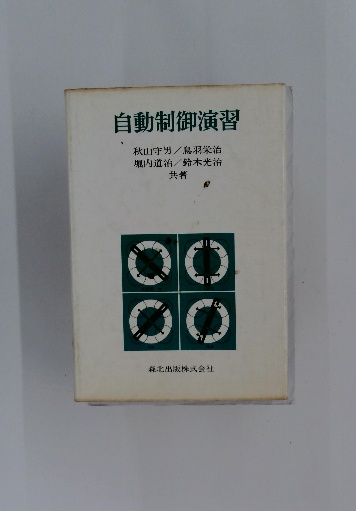 自動制御演習
秋山守男／鳥羽栄治
堀内道治／鈴木光治
共著
森北出版株式会社